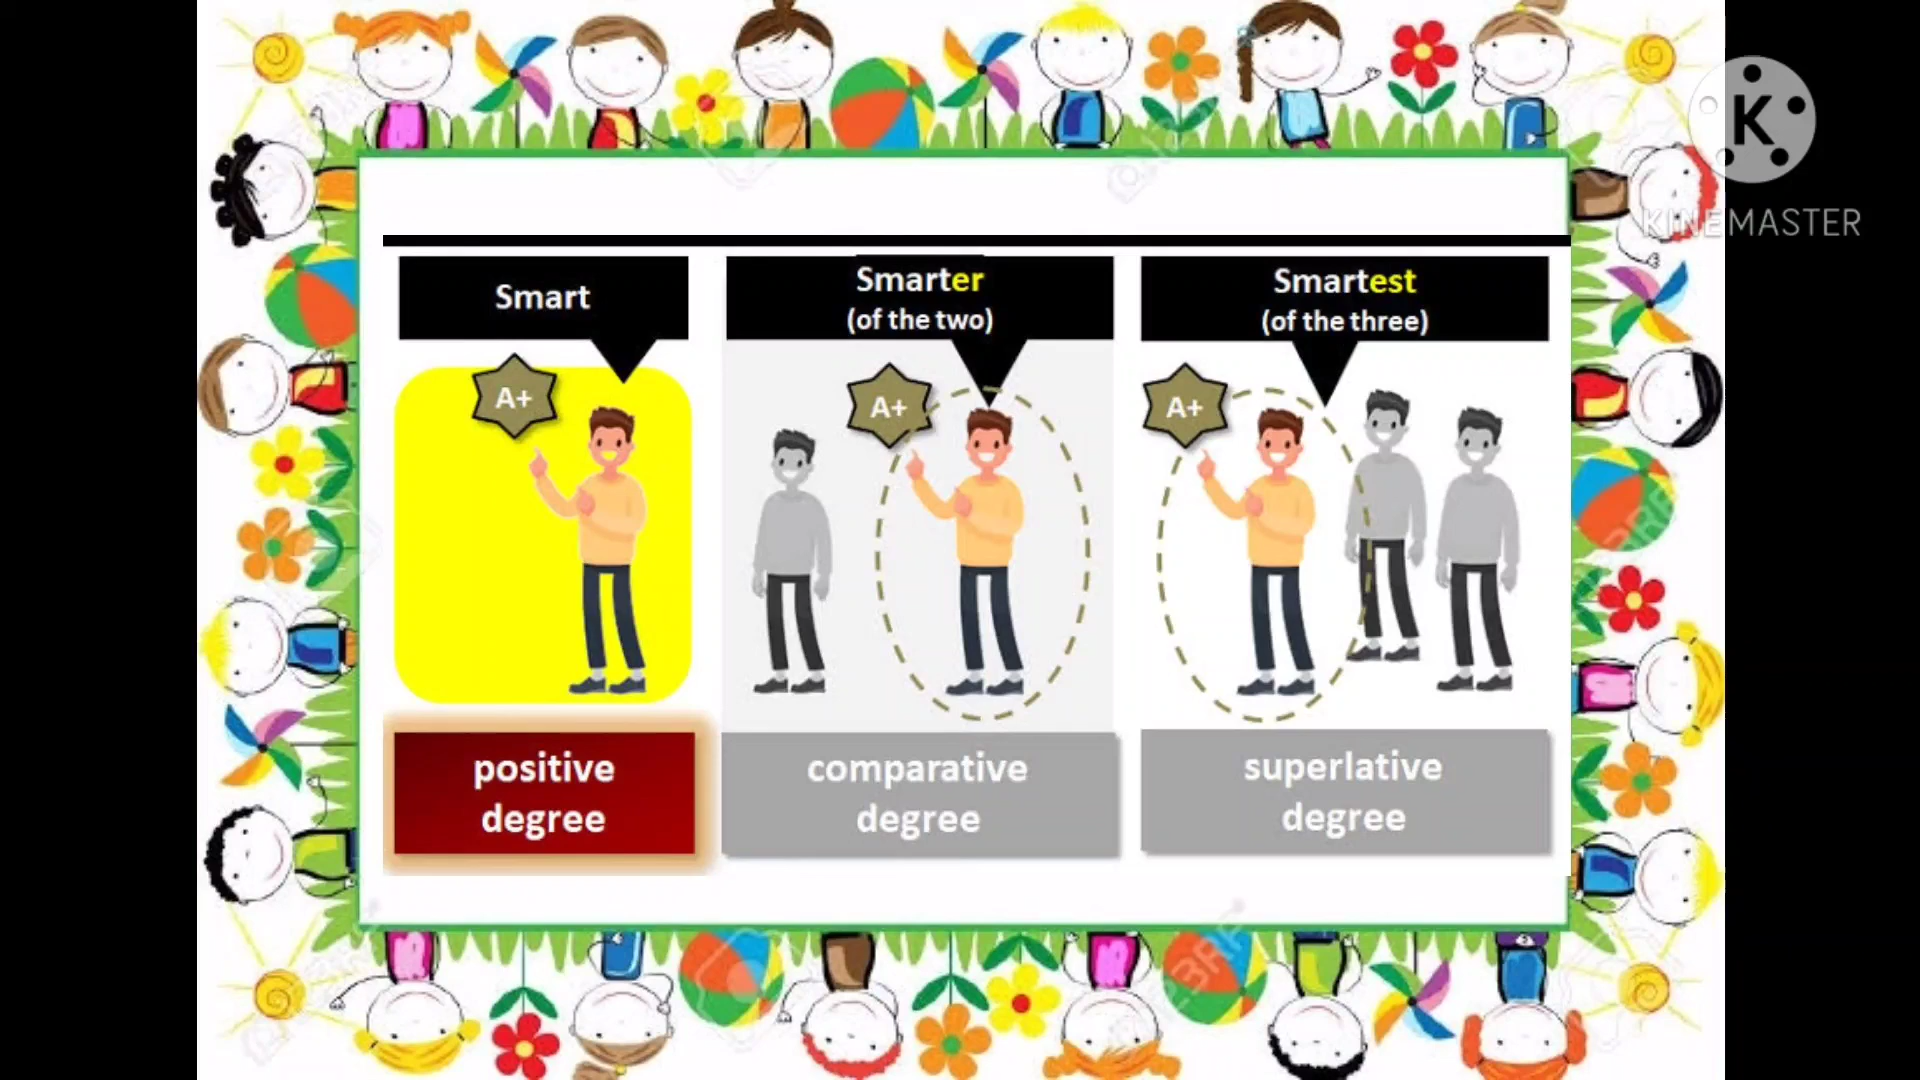 K
KINEMASTER
Smart
Smarter
(of the two)
Smartest
(of the three)
A+
A+
A+
positive
degree
comparative
degree
superlative
degree